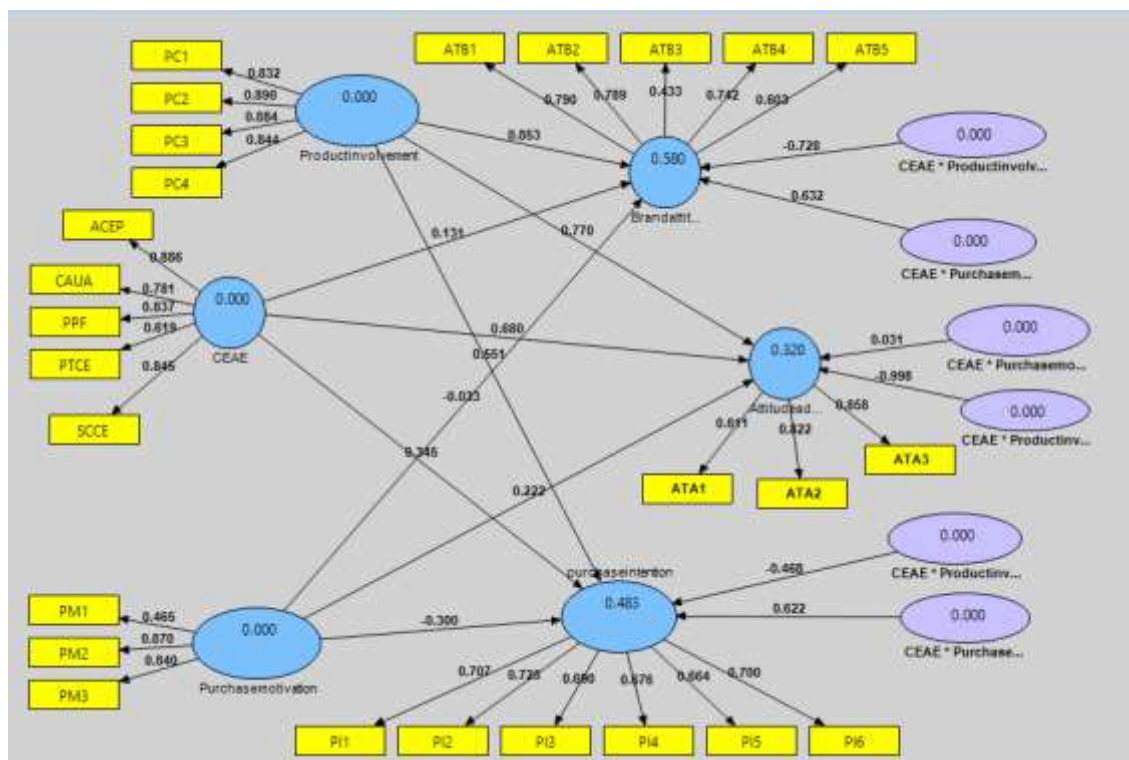 ATB1 ATB2 ATB3 ATB4 ATB5
0.790 0.789 0.433 0.742 0.603
PC1
PC2
PC3
PC4
0.832
0.890
0.884
0.844
0.000
Productinvolvement
0.853
0.580
Brandattit...
-0.728
0.000
CEAE * Productinvolv...
0.632
0.000
CEAE * Purchasem...
ACEP
CAUA
PPF
PTCE
SCCE
0.886
0.781
0.837
0.619
0.845
0.000
CEAE
0.131
0.770
0.680
0.551
-0.033
0.345
0.320
Attitudead...
0.031
0.000
CEAE * Purchasemo...
-0.998
0.000
CEAE * Productinv...
0.611 0.822 0.858
ATA1 ATA2 ATA3
0.222
PM1
PM2
PM3
0.465
0.870
0.840
0.000
Purchasemotivation
-0.300
purchaseintention
0.485
-0.468
0.000
CEAE * Productinv...
0.622
0.000
CEAE * Purchase...
0.707 0.728 0.690 0.676 0.664 0.700
PI1 PI2 PI3 PI4 PI5 PI6